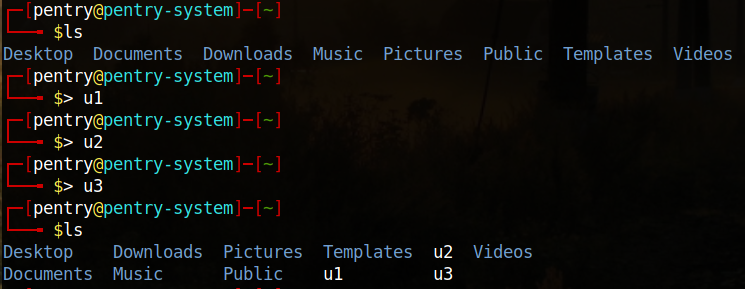 ┌─[pentry@pentry-system]─[~]
└──╼ $ls
Desktop  Documents  Downloads  Music  Pictures  Public  Templates  Videos
┌─[pentry@pentry-system]─[~]
└──╼ $> u1
┌─[pentry@pentry-system]─[~]
└──╼ $> u2
┌─[pentry@pentry-system]─[~]
└──╼ $> u3
┌─[pentry@pentry-system]─[~]
└──╼ $ls
Desktop    Downloads  Pictures  Templates  u2  Videos
Documents  Music      Public    u1         u3